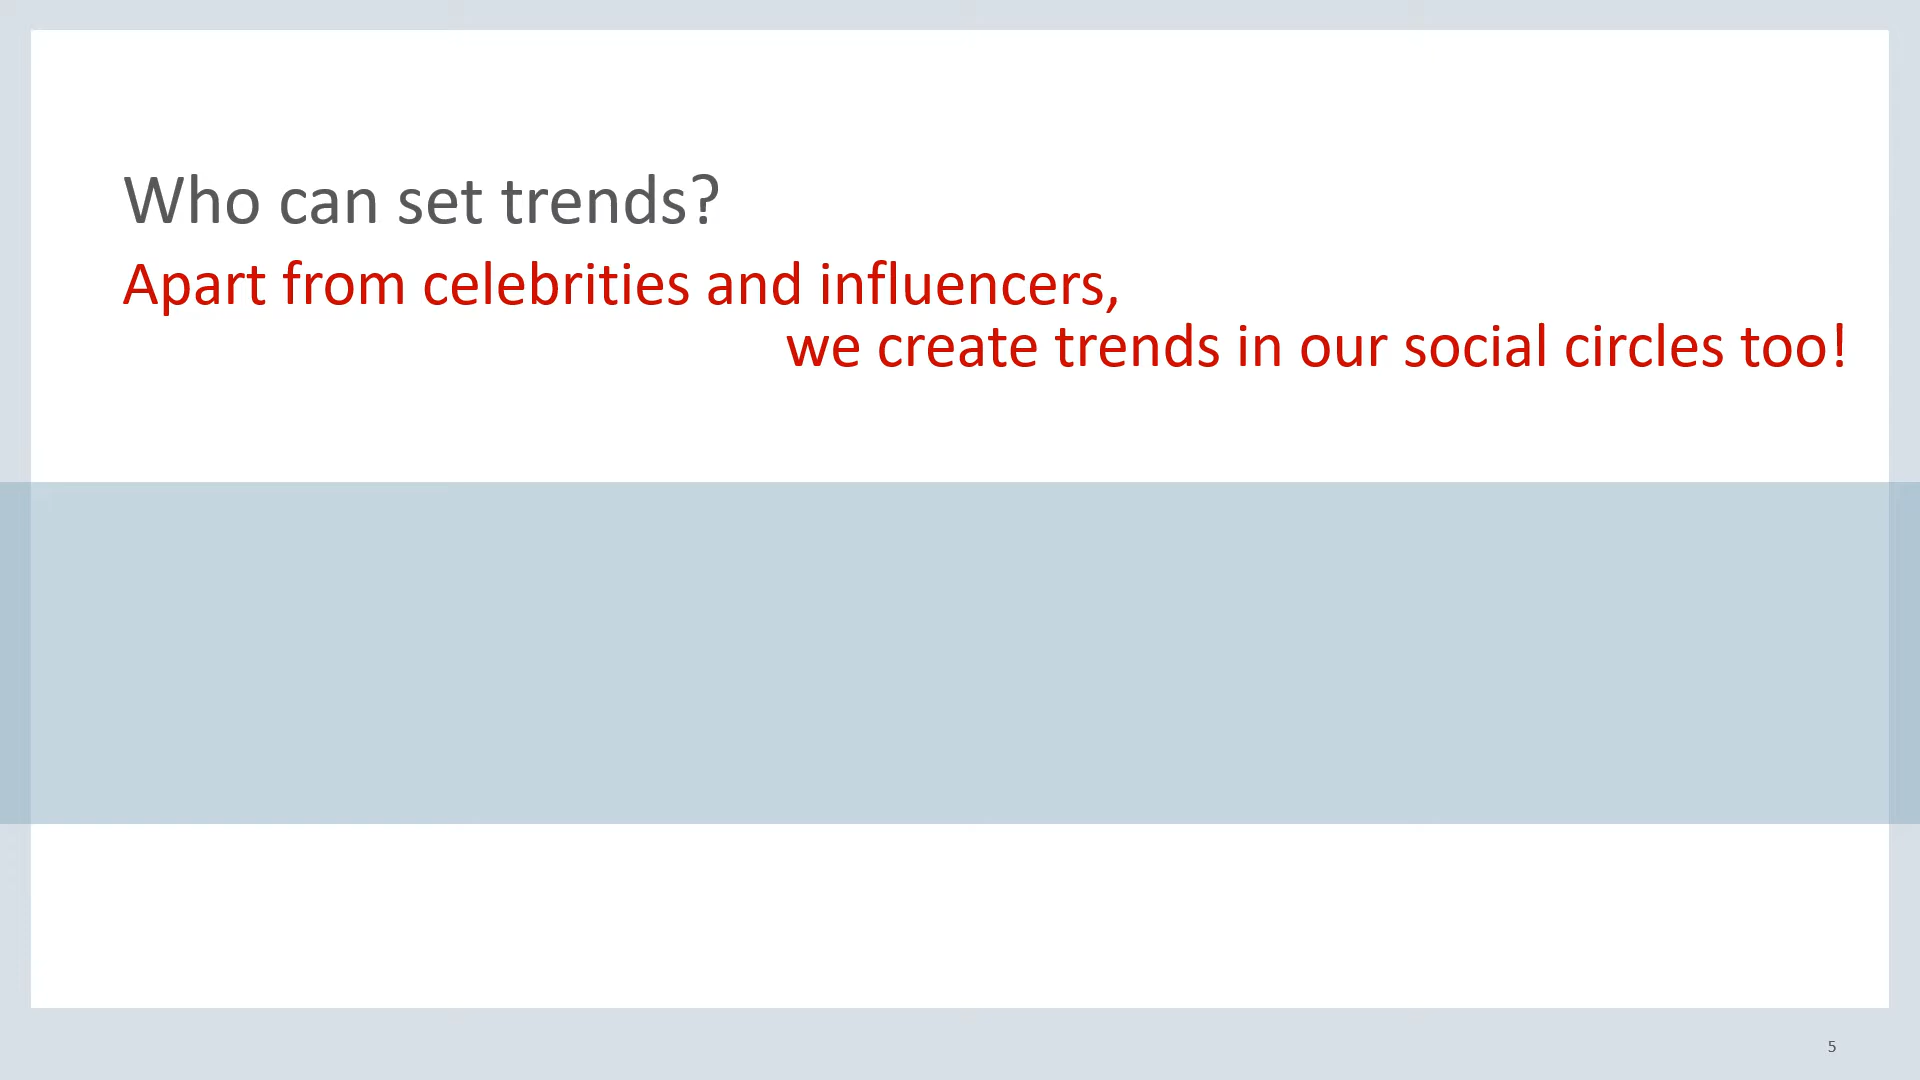 Who can set trends?
Apart from celebrities and influencers,
we create trends in our social circles too!
5